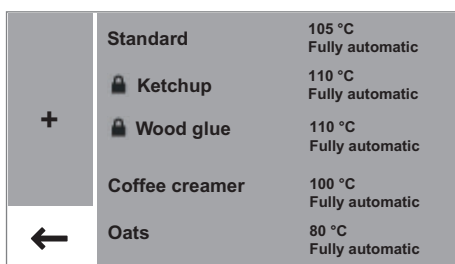 Standard 105 °C
Fully automatic
Ketchup 110 °C
Fully automatic
+
Wood glue 110 °C
Fully automatic
Coffee creamer 100 °C
Fully automatic
←
Oats 80 °C
Fully automatic